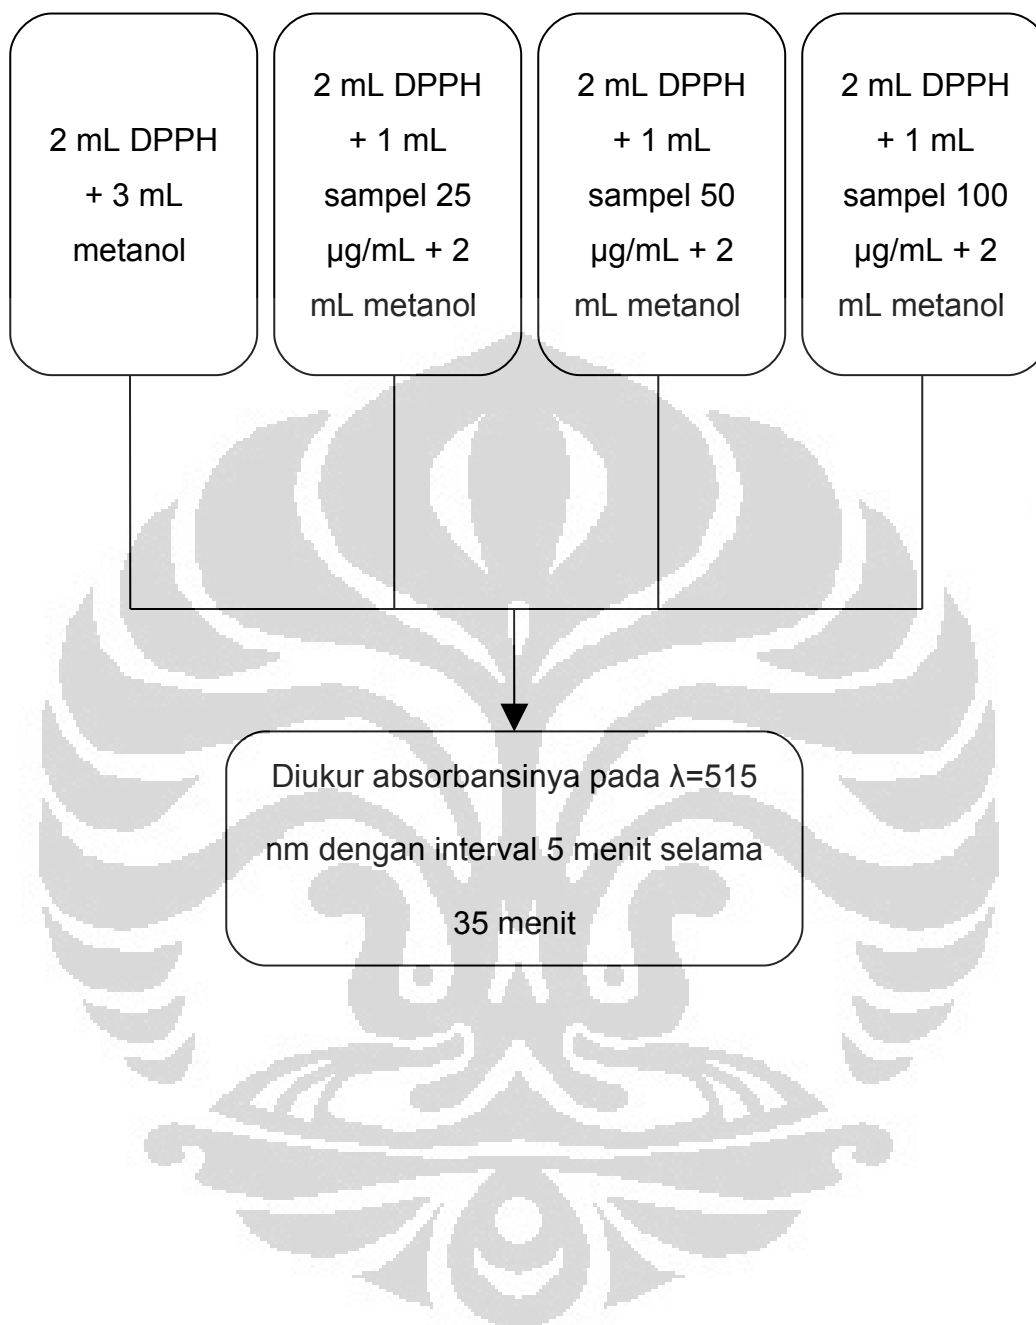 2 mL DPPH
+ 3 mL
metanol
2 mL DPPH
+ 1 mL
sampel 25
µg/mL + 2
mL metanol
2 mL DPPH
+ 1 mL
sampel 50
µg/mL + 2
mL metanol
2 mL DPPH
+ 1 mL
sampel 100
µg/mL + 2
mL metanol
Diukur absorbansinya pada λ=515
nm dengan interval 5 menit selama
35 menit